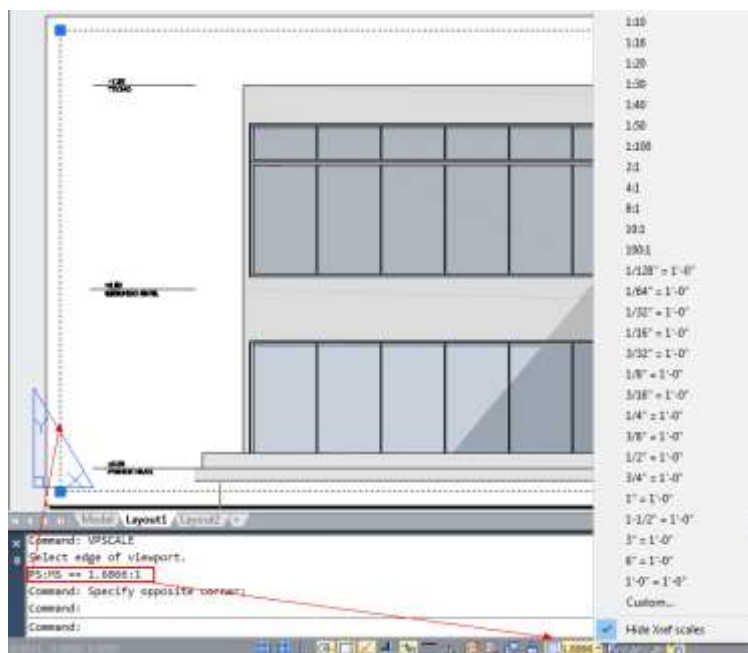 1:10
1:16
1:20
1:30
1:40
1:50
1:100
2:1
4:1
8:1
10:1
100:1
1/128" = 1'-0"
1/64" = 1'-0"
1/32" = 1'-0"
1/16" = 1'-0"
3/32" = 1'-0"
1/8" = 1'-0"
3/16" = 1'-0"
1/4" = 1'-0"
3/8" = 1'-0"
1/2" = 1'-0"
3/4" = 1'-0"
1" = 1'-0"
1-1/2" = 1'-0"
3" = 1'-0"
6" = 1'-0"
1'-0" = 1'-0"
Custom...
Hide Xref scales
Model Layout1 Layout2
Command: VPSCALE
Select edge of viewport.
PS:MS == 1.6866:1
Command: Specify opposite corner:
Command:
Command: